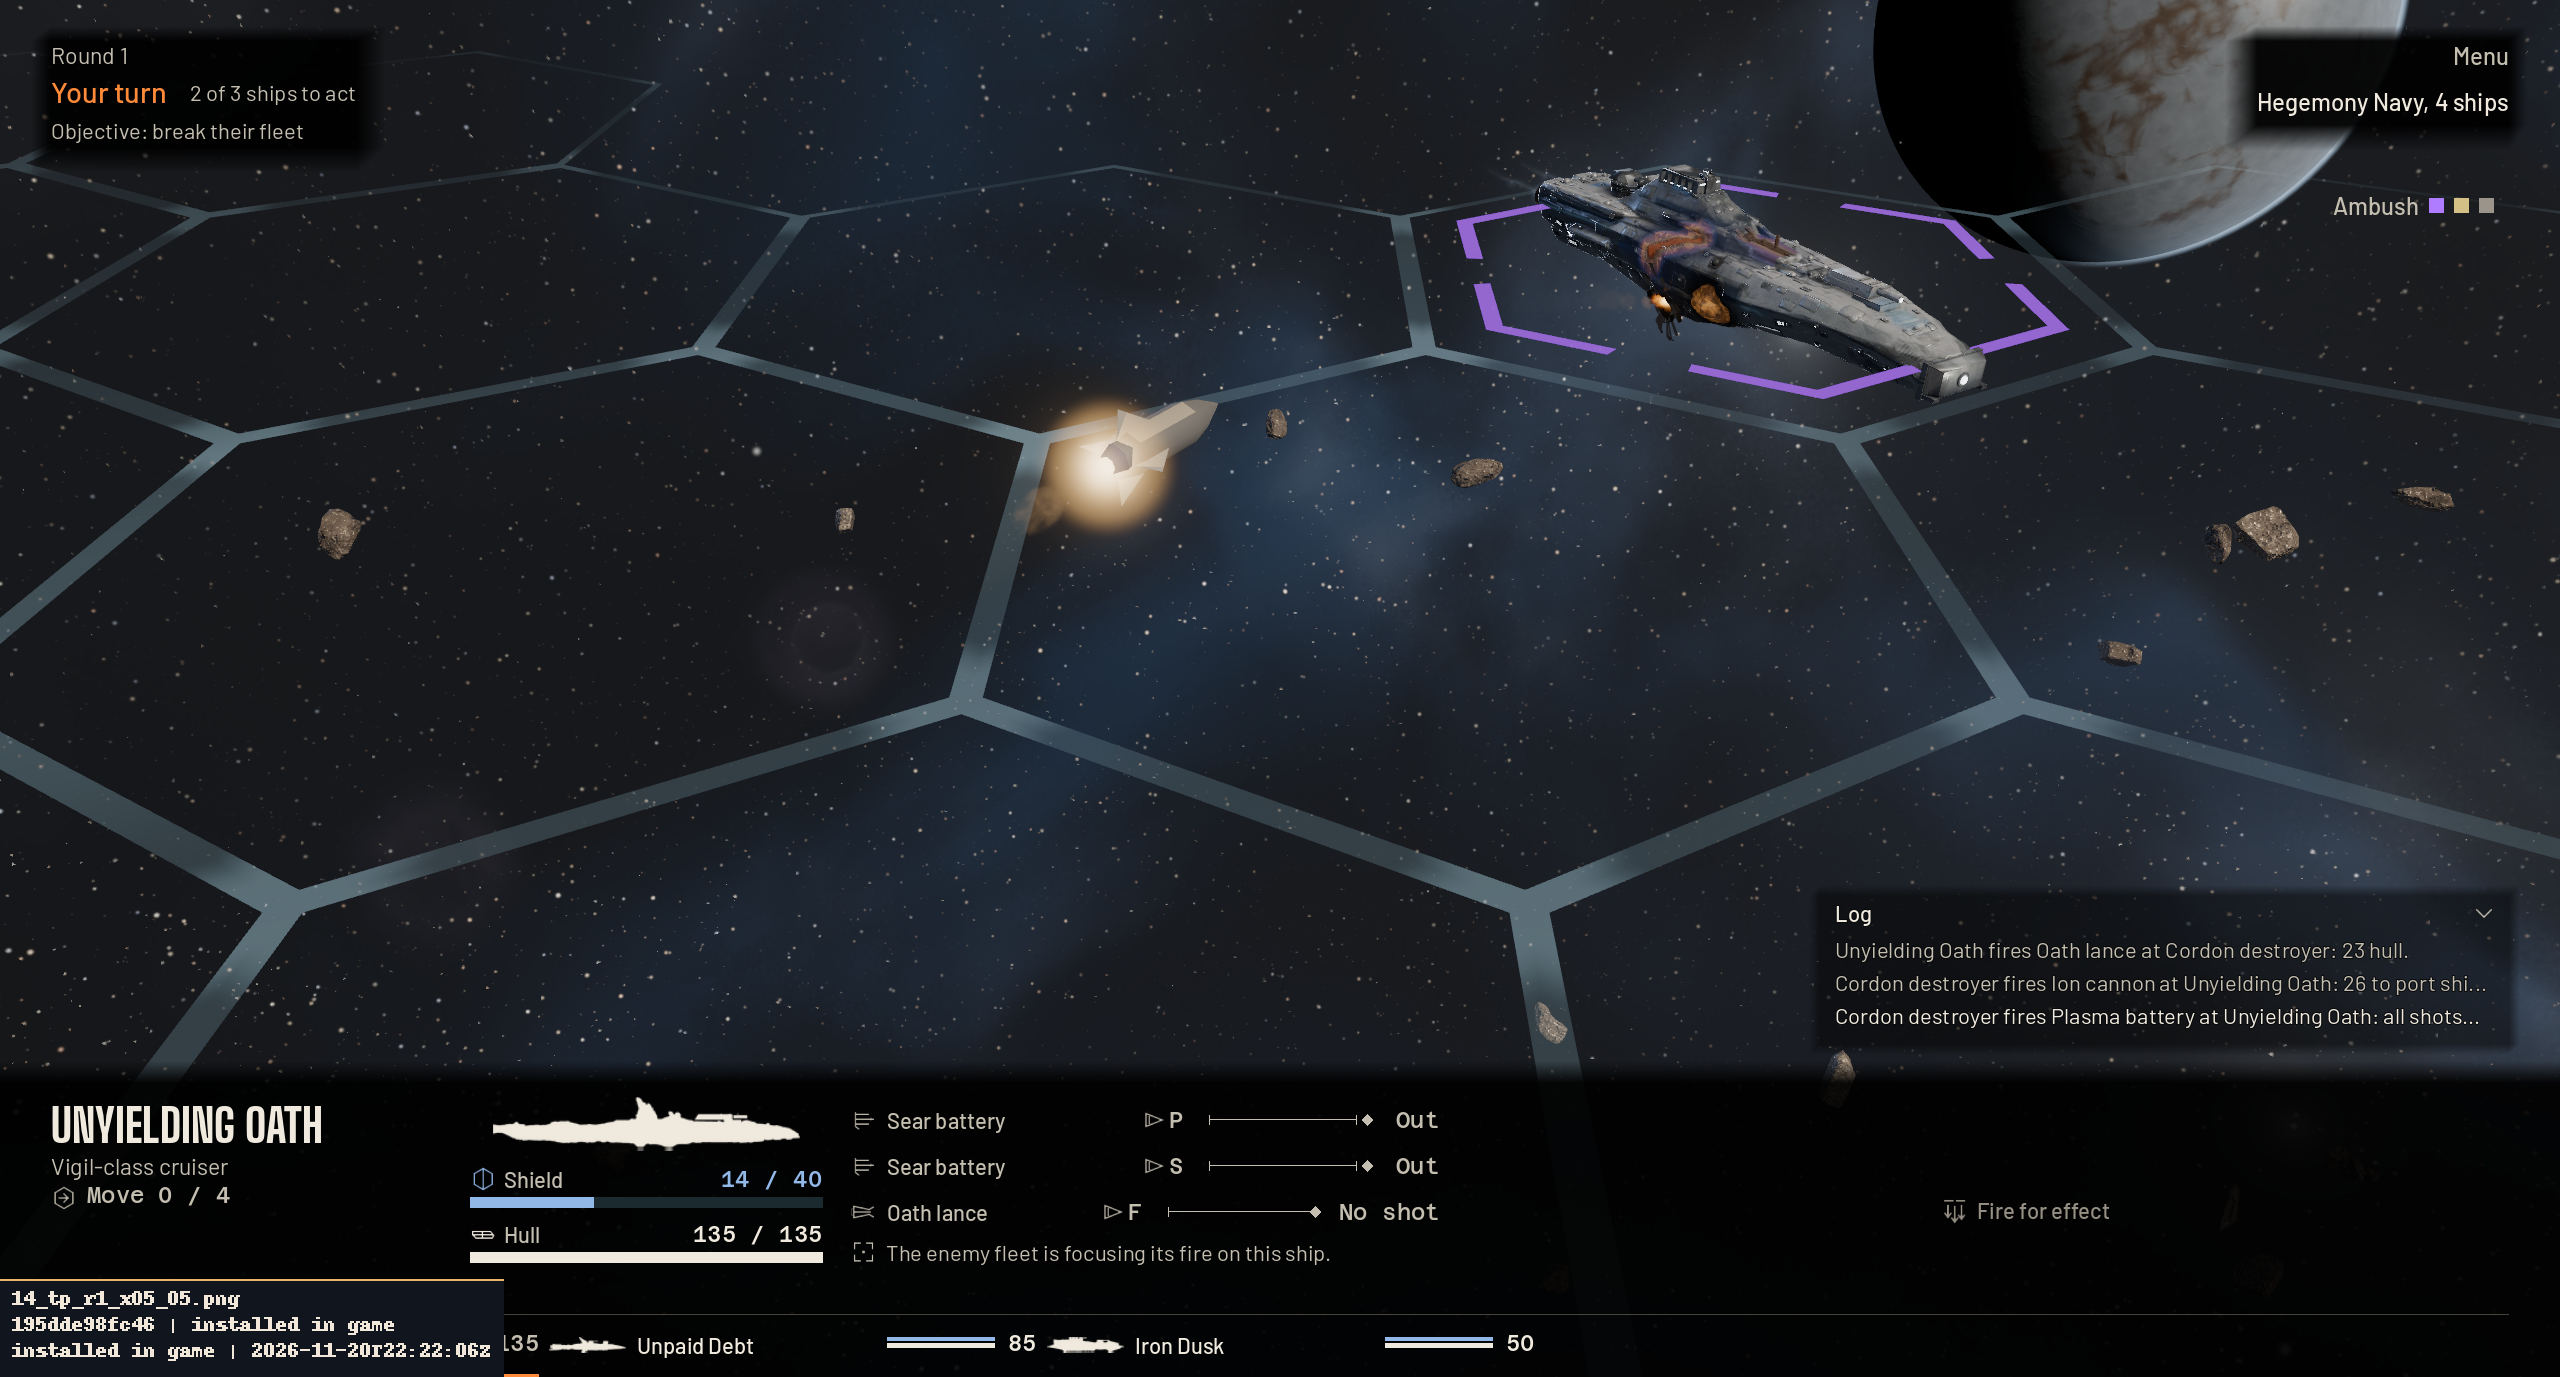 Round 1
Your turn 2 of 3 ships to act
Objective: break their fleet
Menu
Hegemony Navy, 4 ships
Ambush
Log
Unyielding Oath fires Oath lance at Cordon destroyer: 23 hull.
Cordon destroyer fires Ion cannon at Unyielding Oath: 26 to port shi...
Cordon destroyer fires Plasma battery at Unyielding Oath: all shots...
UNYIELDING OATH
Vigil-class cruiser
Move 0 / 4
Shield 14 / 40
Hull 135 / 135
Sear battery P Out
Sear battery S Out
Oath lance F No shot
The enemy fleet is focusing its fire on this ship.
Fire for effect
14_tp_r1_x05_05.png
195dde98fc46 | installed in game
installed in game | 2026-11-20T22:22:06Z
135 Unpaid Debt 85 Iron Dusk 50